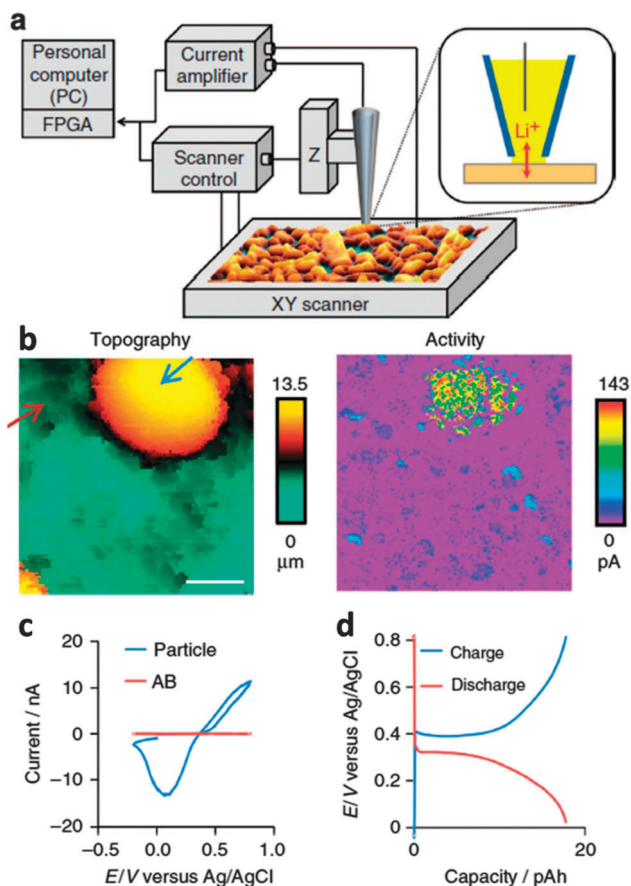 a
Personal
computer
(PC)
FPGA
Current
amplifier
Scanner
control
Z
Li⁺
XY scanner
b
Topography
Activity
13.5
0
μm
143
0
pA
c
Particle
AB
Current / nA
20
10
0
−10
−20
−0.5
0.0
0.5
1.0
E/V versus Ag/AgCl
d
Charge
Discharge
E/V versus Ag/AgCl
0.8
0.6
0.4
0.2
0
0
20
Capacity / pAh